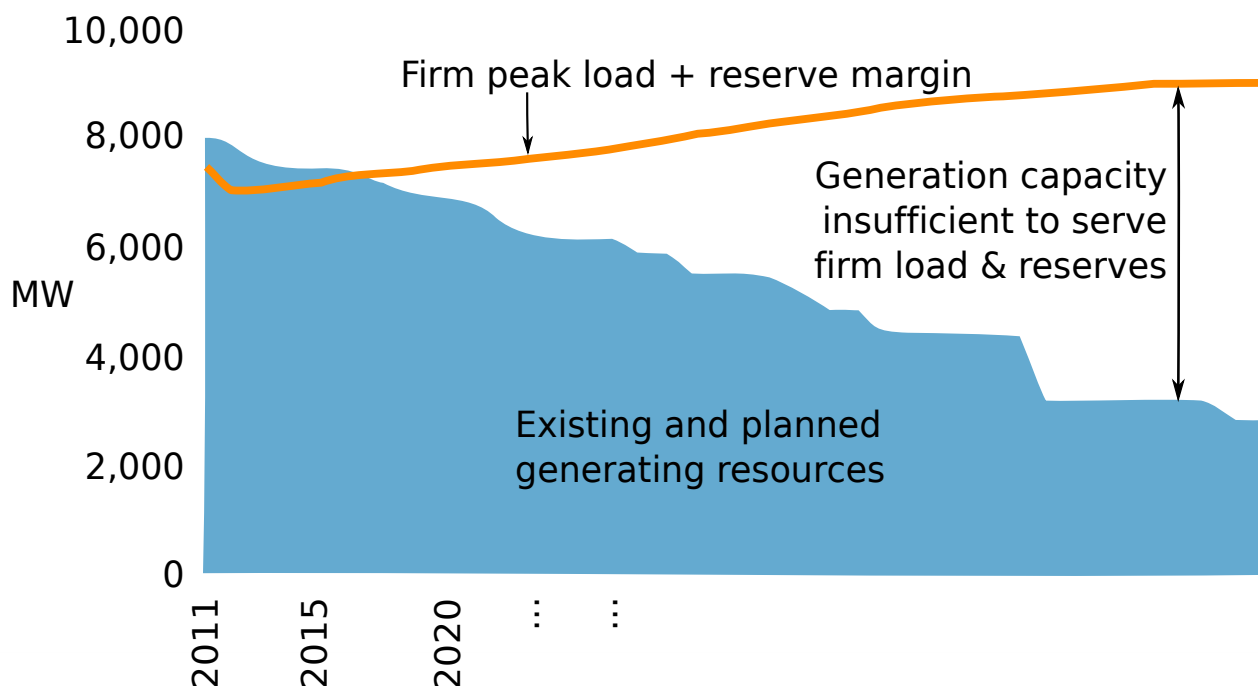 10,000
Firm peak load + reserve margin
8,000
Generation capacity
insufficient to serve
firm load & reserves
6,000
MW
4,000
Existing and planned
generating resources
2,000
0
2011
2015
2020
...
...